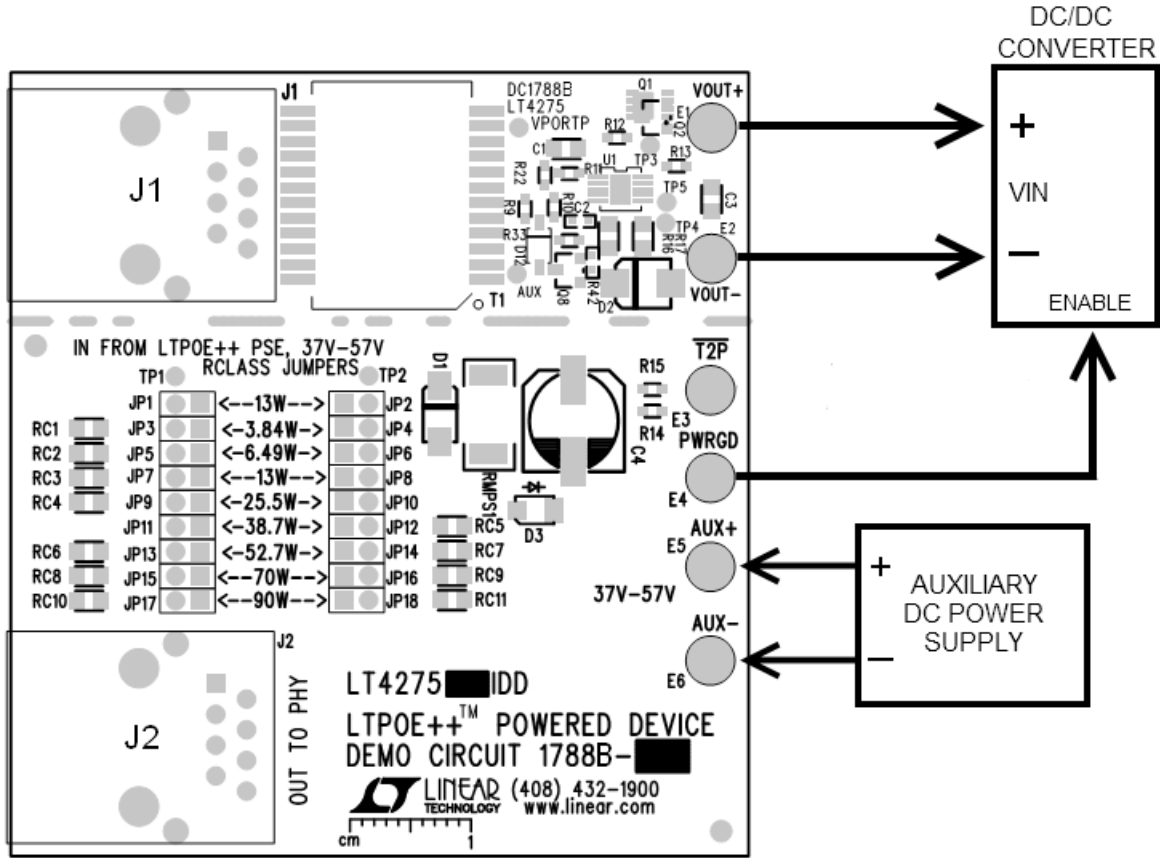 DC/DC
CONVERTER
+
VIN
−
ENABLE
J1
J1
DC1788B
LT4275
VPORTP
Q1
VOUT+
E1
Q2
R12
C1
R11
U1
TP3
R13
R22
TP5
C3
R9
R10
C2
R33
D12
TP4
E2
R16
R17
AUX
Q8
R42
D2
VOUT-
T1
IN FROM LTPOE++ PSE, 37V-57V
RCLASS JUMPERS
TP1
TP2
JP1 <--13W--> JP2
RC1 JP3 <-3.84W-> JP4
RC2 JP5 <-6.49W-> JP6
RC3 JP7 <--13W--> JP8
RC4 JP9 <-25.5W-> JP10
JP11 <-38.7W-> JP12 RC5
RC6 JP13 <-52.7W-> JP14 RC7
RC8 JP15 <--70W--> JP16 RC9
RC10 JP17 <--90W--> JP18 RC11
D1
RMPS1
C4
D3
R15
R14
T2P
E3
PWRGD
E4
AUX+
E5
37V-57V
AUX-
E6
+
−
AUXILIARY
DC POWER
SUPPLY
J2
J2
OUT TO PHY
LT4275 IDD
LTPOE++™ POWERED DEVICE
DEMO CIRCUIT 1788B-
LINEAR (408) 432-1900
TECHNOLOGY www.linear.com
cm 1